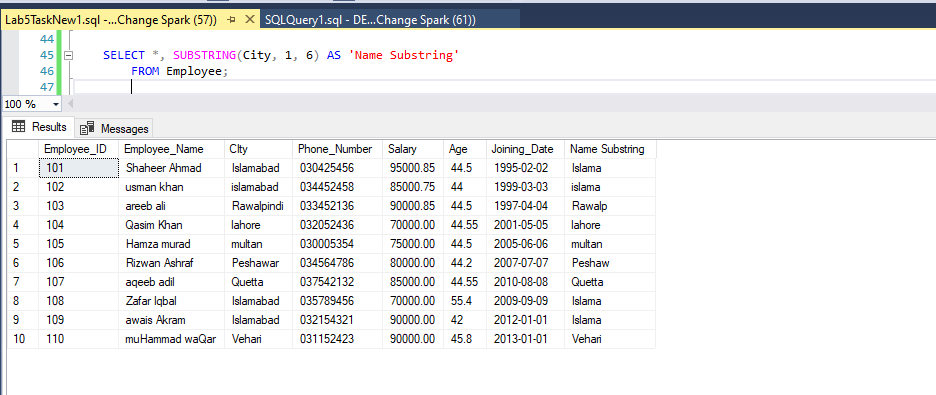 Lab5TaskNew1.sql -...Change Spark (57)) SQLQuery1.sql - DE...Change Spark (61))
44
45 SELECT *, SUBSTRING(City, 1, 6) AS 'Name Substring'
46 FROM Employee;
47
100 %
Results Messages
Employee_ID Employee_Name CIty Phone_Number Salary Age Joining_Date Name Substring
1 101 Shaheer Ahmad Islamabad 030425456 95000.85 44.5 1995-02-02 Islama
2 102 usman khan islamabad 034452458 85000.75 44 1999-03-03 islama
3 103 areeb ali Rawalpindi 033452136 90000.85 44.5 1997-04-04 Rawalp
4 104 Qasim Khan lahore 032052436 70000.00 44.55 2001-05-05 lahore
5 105 Hamza murad multan 030005354 75000.00 44.5 2005-06-06 multan
6 106 Rizwan Ashraf Peshawar 034564786 80000.00 44.2 2007-07-07 Peshaw
7 107 aqeeb adil Quetta 037542132 85000.00 44.55 2010-08-08 Quetta
8 108 Zafar Iqbal Islamabad 035789456 70000.00 55.4 2009-09-09 Islama
9 109 awais Akram Islamabad 032154321 90000.00 42 2012-01-01 Islama
10 110 muHammad waQar Vehari 031152423 90000.00 45.8 2013-01-01 Vehari